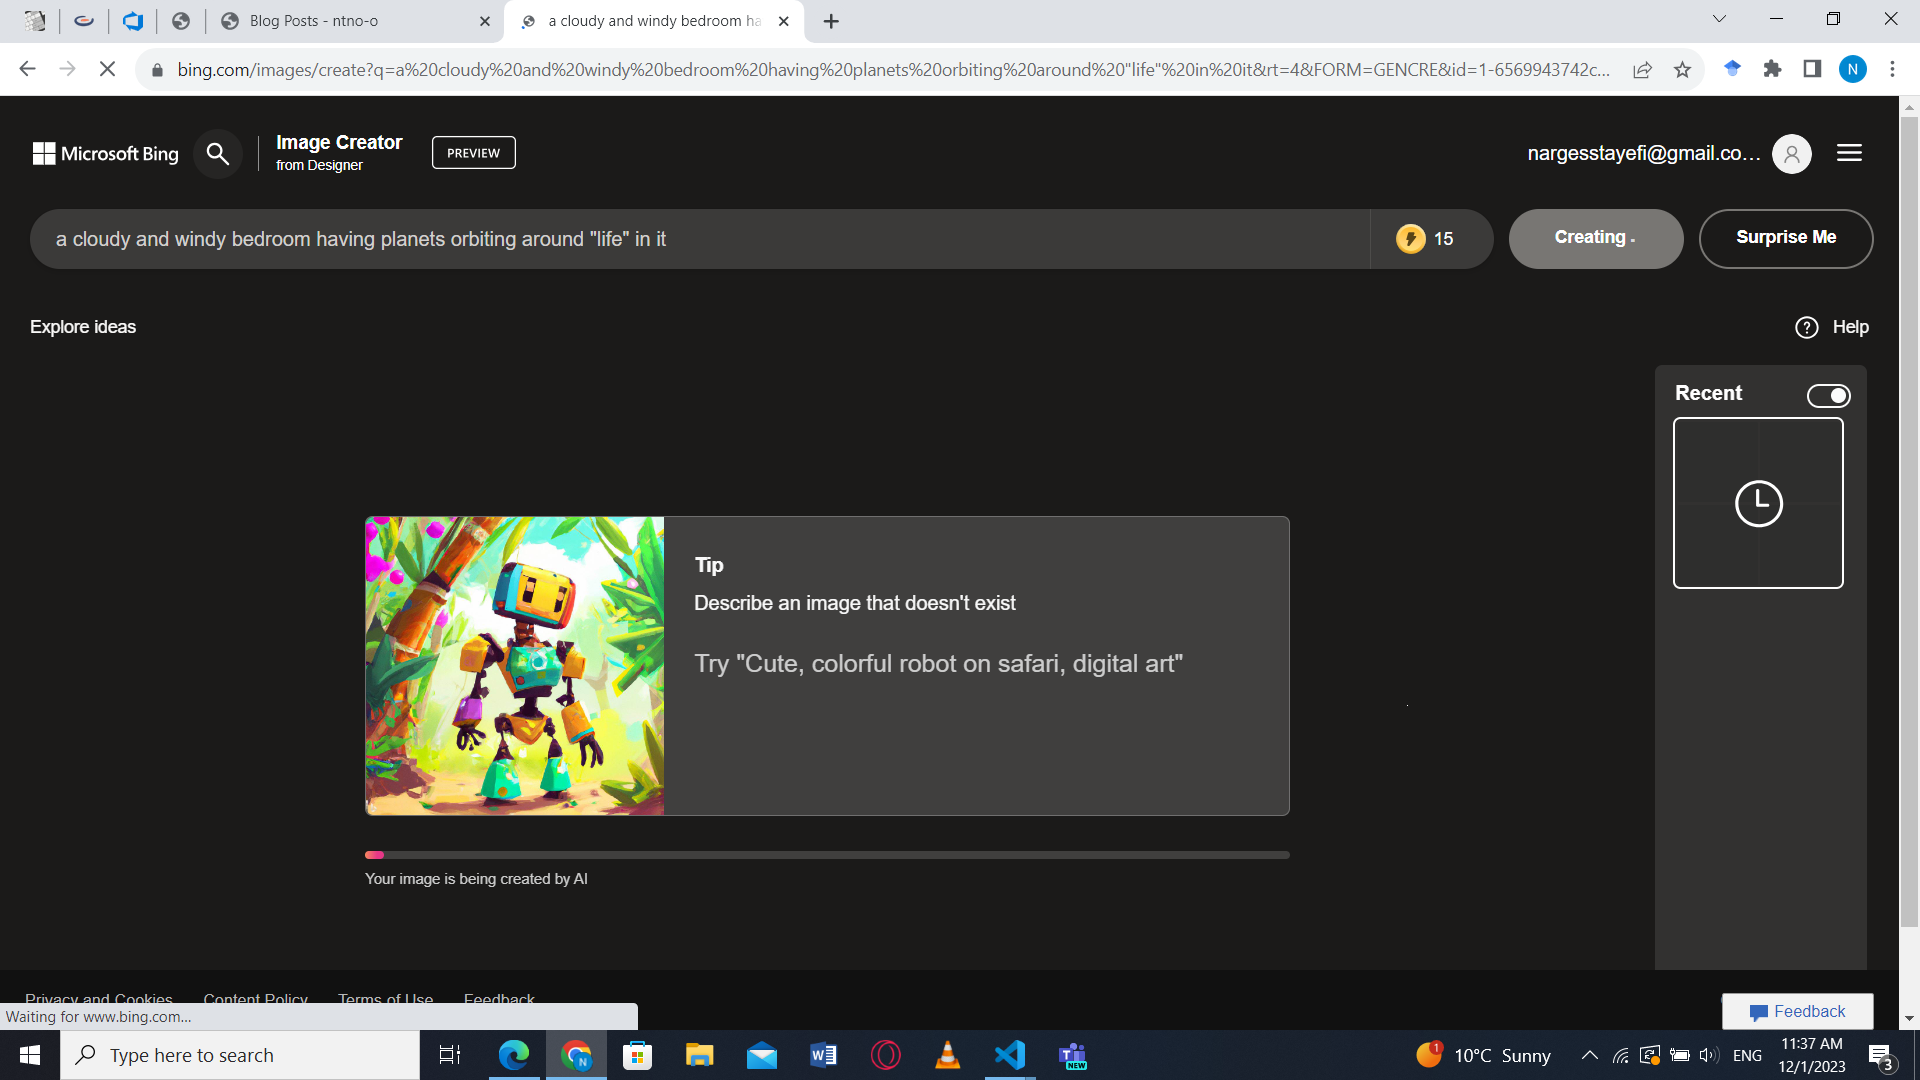 Blog Posts - ntno-o
a cloudy and windy bedroom ha
bing.com/images/create?q=a%20cloudy%20and%20windy%20bedroom%20having%20planets%20orbiting%20around%20"life"%20in%20it&rt=4&FORM=GENCRE&id=1-6569943742c...
N
Microsoft Bing
Image Creator
from Designer
PREVIEW
nargesstayefi@gmail.co...
a cloudy and windy bedroom having planets orbiting around "life" in it
15
Creating .
Surprise Me
Explore ideas
Help
Recent
Tip
Describe an image that doesn't exist
Try "Cute, colorful robot on safari, digital art"
Your image is being created by AI
Privacy and Cookies Content Policy Terms of Use Feedback
Feedback
Waiting for www.bing.com...
Type here to search
N
W
T
NEW
1
10°C Sunny
ENG
11:37 AM
12/1/2023
3